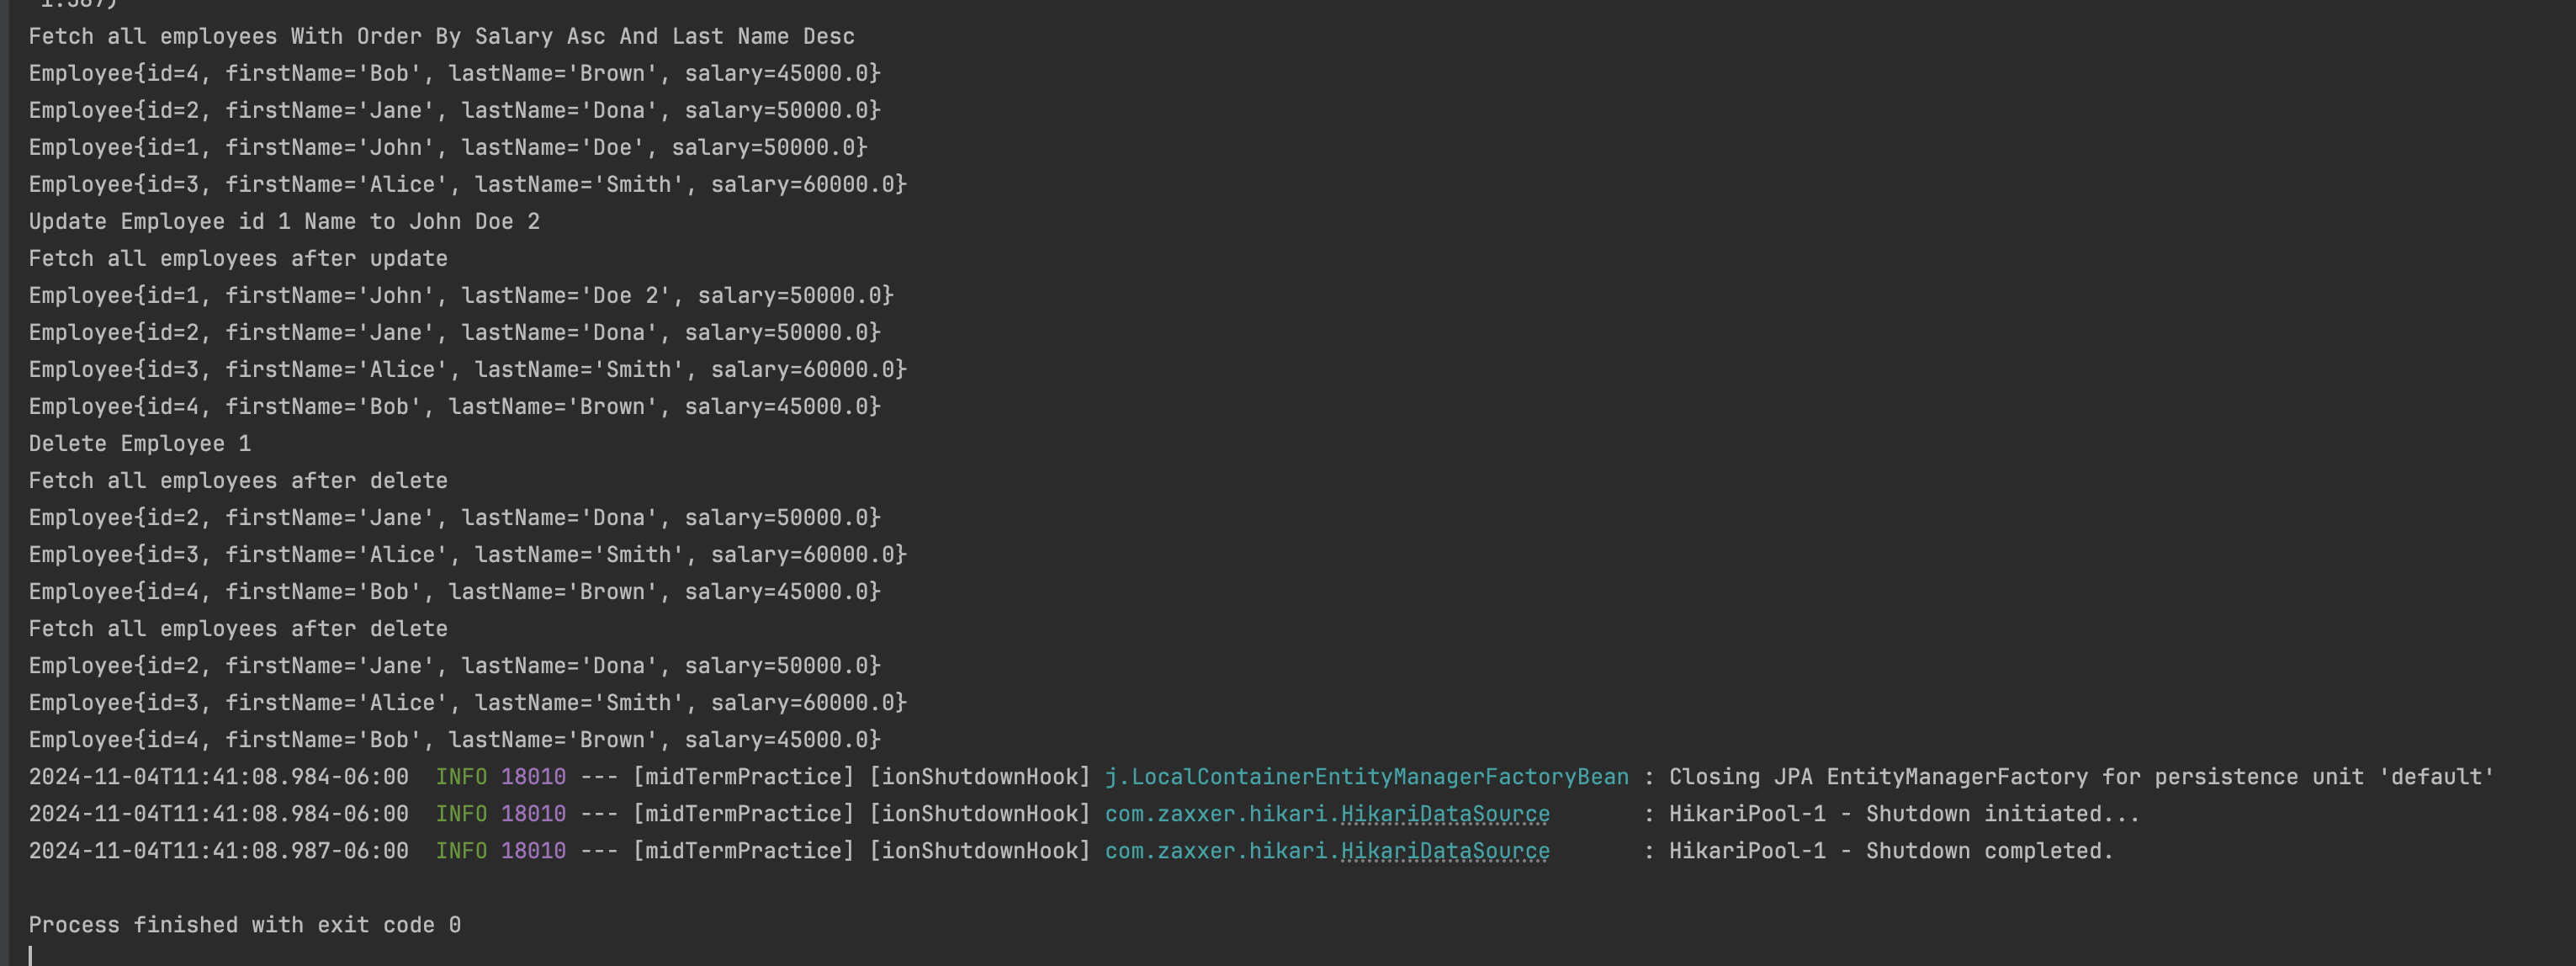 Fetch all employees With Order By Salary Asc And Last Name Desc
Employee{id=4, firstName='Bob', lastName='Brown', salary=45000.0}
Employee{id=2, firstName='Jane', lastName='Dona', salary=50000.0}
Employee{id=1, firstName='John', lastName='Doe', salary=50000.0}
Employee{id=3, firstName='Alice', lastName='Smith', salary=60000.0}
Update Employee id 1 Name to John Doe 2
Fetch all employees after update
Employee{id=1, firstName='John', lastName='Doe 2', salary=50000.0}
Employee{id=2, firstName='Jane', lastName='Dona', salary=50000.0}
Employee{id=3, firstName='Alice', lastName='Smith', salary=60000.0}
Employee{id=4, firstName='Bob', lastName='Brown', salary=45000.0}
Delete Employee 1
Fetch all employees after delete
Employee{id=2, firstName='Jane', lastName='Dona', salary=50000.0}
Employee{id=3, firstName='Alice', lastName='Smith', salary=60000.0}
Employee{id=4, firstName='Bob', lastName='Brown', salary=45000.0}
Fetch all employees after delete
Employee{id=2, firstName='Jane', lastName='Dona', salary=50000.0}
Employee{id=3, firstName='Alice', lastName='Smith', salary=60000.0}
Employee{id=4, firstName='Bob', lastName='Brown', salary=45000.0}
2024-11-04T11:41:08.984-06:00  INFO 18010 --- [midTermPractice] [ionShutdownHook] j.LocalContainerEntityManagerFactoryBean : Closing JPA EntityManagerFactory for persistence unit 'default'
2024-11-04T11:41:08.984-06:00  INFO 18010 --- [midTermPractice] [ionShutdownHook] com.zaxxer.hikari.HikariDataSource       : HikariPool-1 - Shutdown initiated...
2024-11-04T11:41:08.987-06:00  INFO 18010 --- [midTermPractice] [ionShutdownHook] com.zaxxer.hikari.HikariDataSource       : HikariPool-1 - Shutdown completed.
Process finished with exit code 0